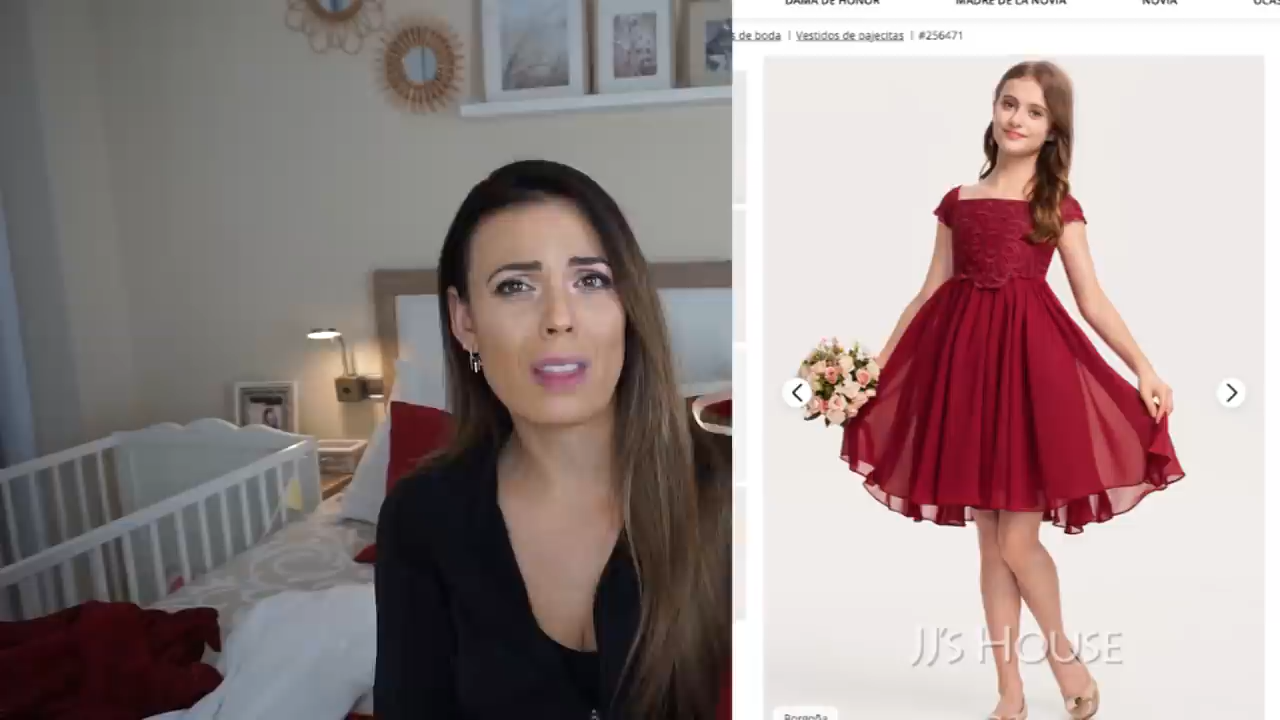 DAMA DE HONOR MADRE DE LA NOVIA NOVIA
s de boda | Vestidos de pajecitas | #256471
JJ'S HOUSE
Borgoña